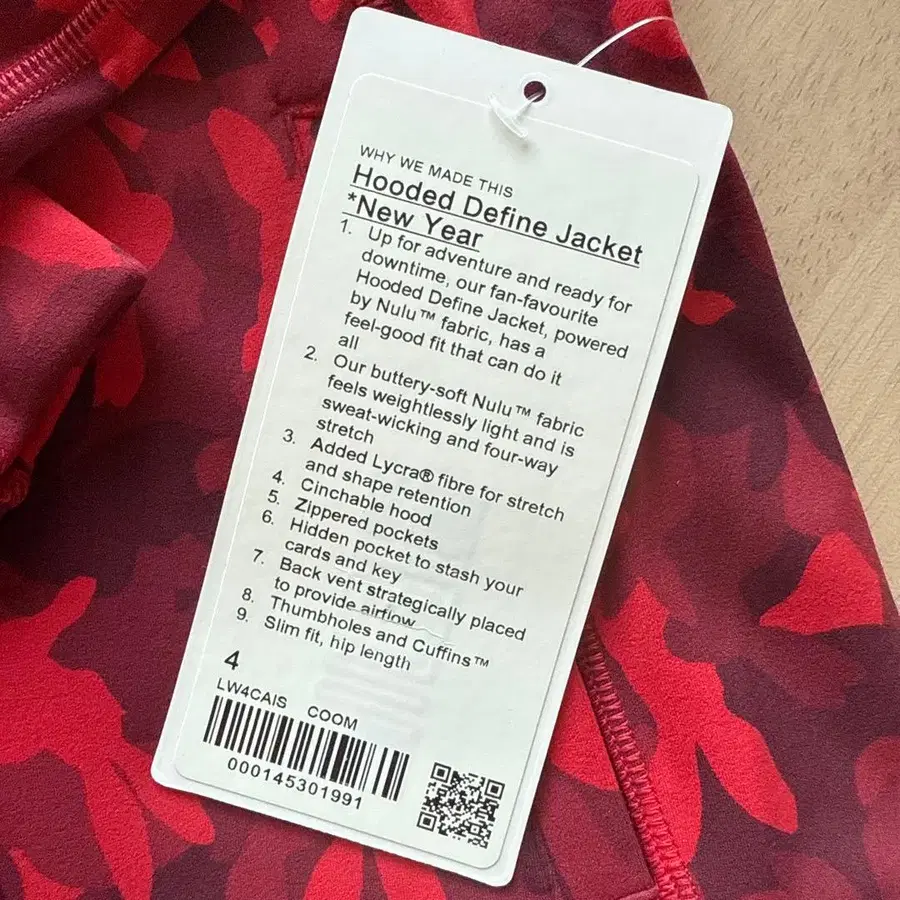 WHY WE MADE THIS
Hooded Define Jacket
*New Year
1. Up for adventure and ready for
downtime, our fan-favourite
Hooded Define Jacket, powered
by Nulu™ fabric, has a
feel-good fit that can do it
all
2. Our buttery-soft Nulu™ fabric
feels weightlessly light and is
sweat-wicking and four-way
stretch
3. Added Lycra® fibre for stretch
and shape retention
4. Cinchable hood
5. Zippered pockets
6. Hidden pocket to stash your
cards and key
7. Back vent strategically placed
to provide airflow
8. Thumbholes and Cuffins™
9. Slim fit, hip length
4
LW4CAIS COOM
000145301991